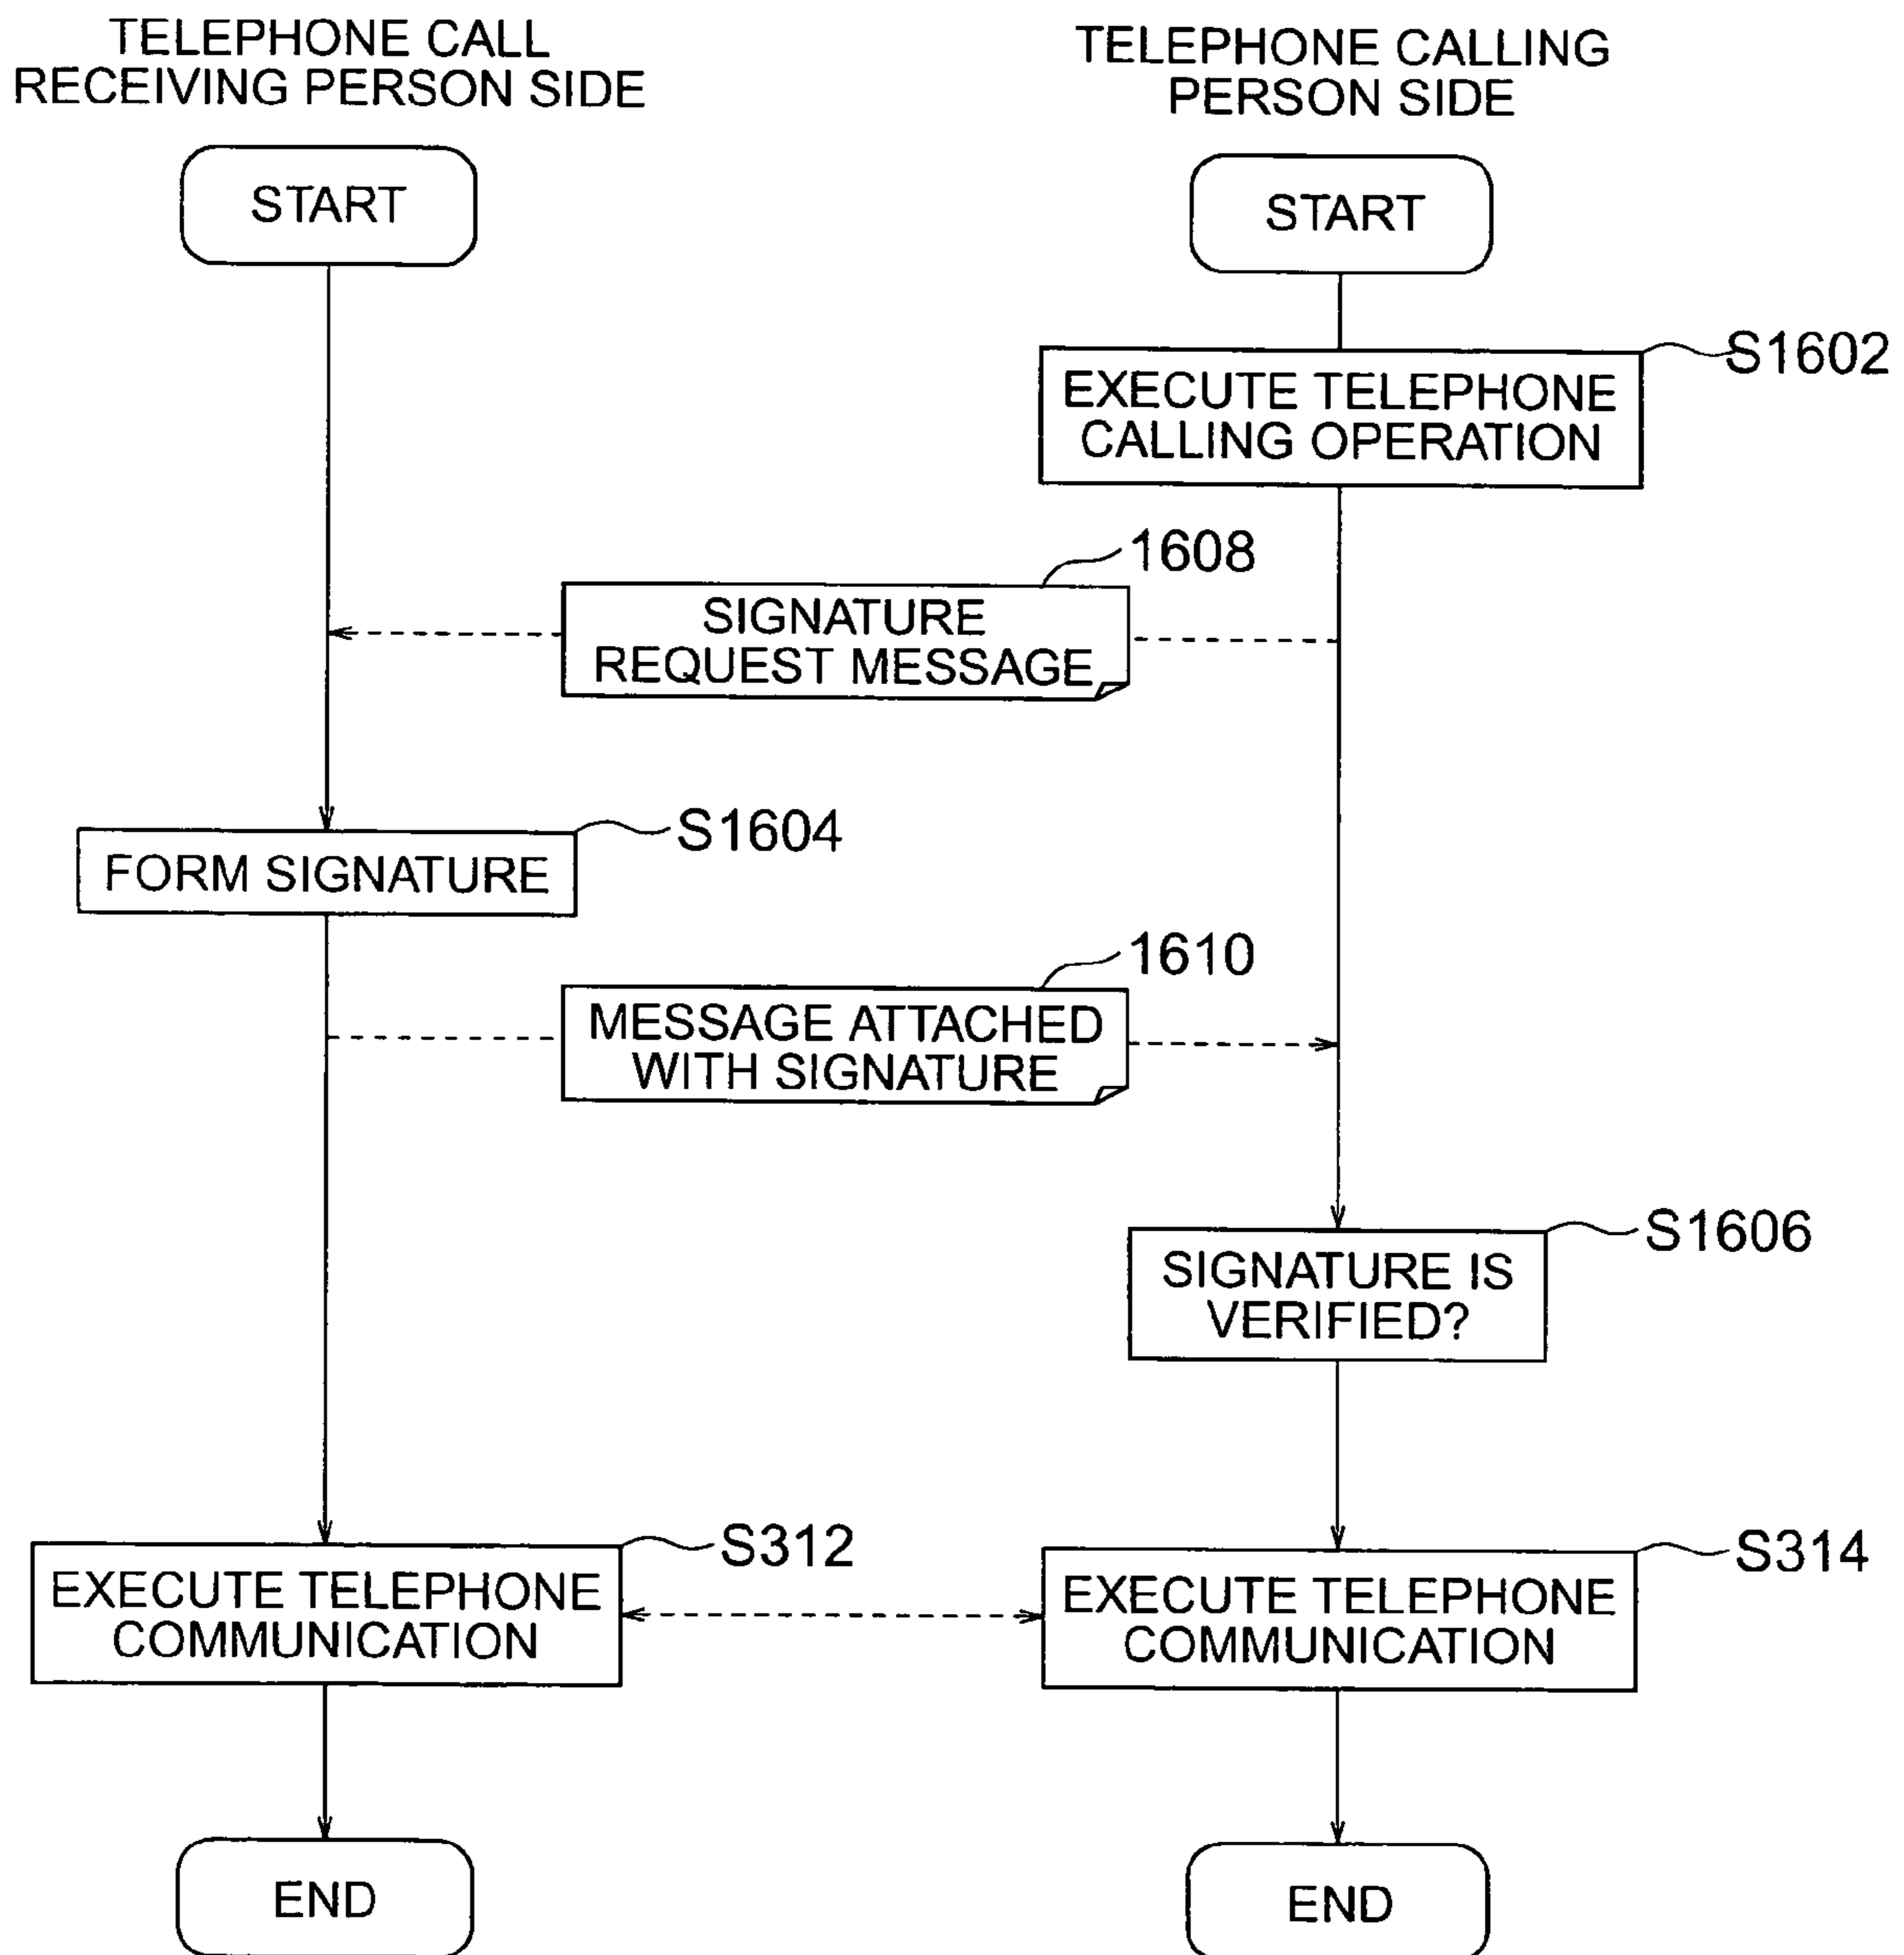 TELEPHONE CALL
RECEIVING PERSON SIDE
TELEPHONE CALLING
PERSON SIDE
START
START
S1602
EXECUTE TELEPHONE
CALLING OPERATION
1608
SIGNATURE
REQUEST MESSAGE
S1604
FORM SIGNATURE
1610
MESSAGE ATTACHED
WITH SIGNATURE
S1606
SIGNATURE IS
VERIFIED?
S312
EXECUTE TELEPHONE
COMMUNICATION
S314
EXECUTE TELEPHONE
COMMUNICATION
END
END